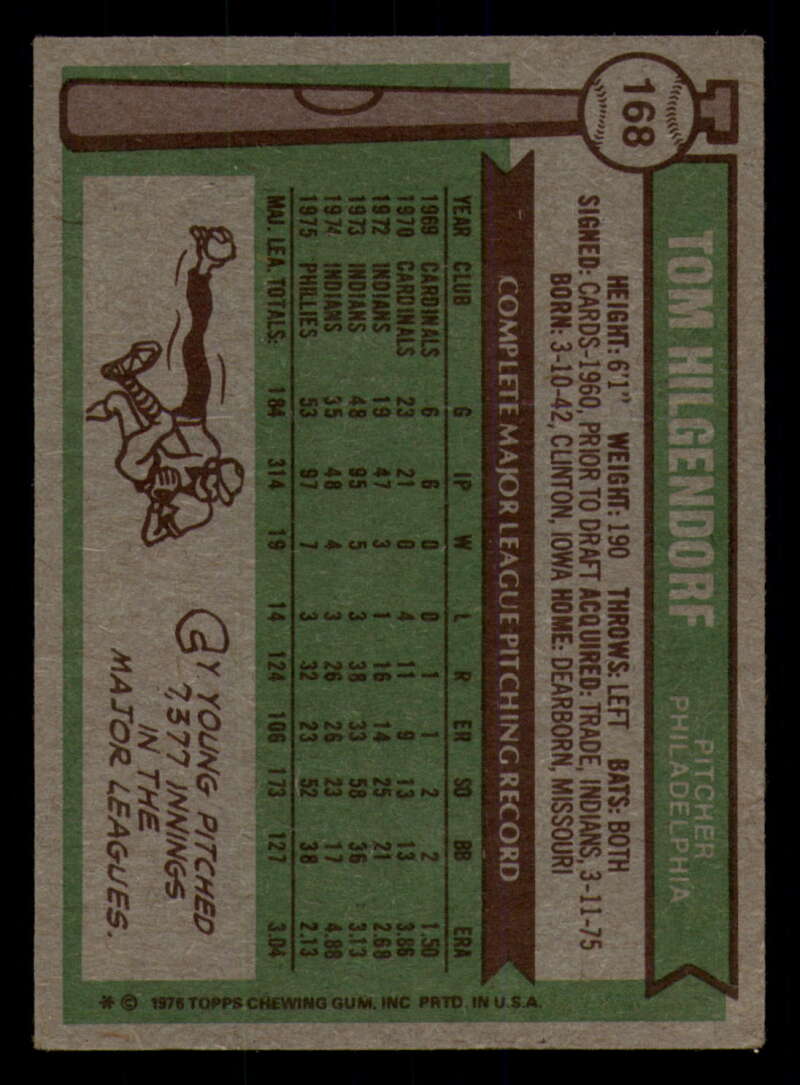 168
TOM HILGENDORF
PITCHER
PHILADELPHIA
HEIGHT: 6'1" WEIGHT: 190 THROWS: LEFT BATS: BOTH
SIGNED: CARDS-1960, PRIOR TO DRAFT ACQUIRED: TRADE, INDIANS, 3-11-75
BORN: 3-10-42, CLINTON, IOWA HOME: DEARBORN, MISSOURI
COMPLETE MAJOR LEAGUE PITCHING RECORD
YEAR CLUB G IP W L R ER SO BB ERA
1969 CARDINALS 6 6 0 0 1 1 2 2 1.50
1970 CARDINALS 23 21 0 4 11 9 13 13 3.86
1972 INDIANS 19 47 3 1 16 14 25 21 2.68
1973 INDIANS 48 95 5 3 38 33 58 36 3.13
1974 INDIANS 35 48 4 3 26 26 23 17 4.88
1975 PHILLIES 53 97 7 3 32 23 52 38 2.13
MAJ. LEA. TOTALS: 184 314 19 14 124 106 173 127 3.04
CY YOUNG PITCHED
7,377 INNINGS
IN THE
MAJOR LEAGUES.
* © 1976 TOPPS CHEWING GUM, INC PRTD. IN U.S.A.